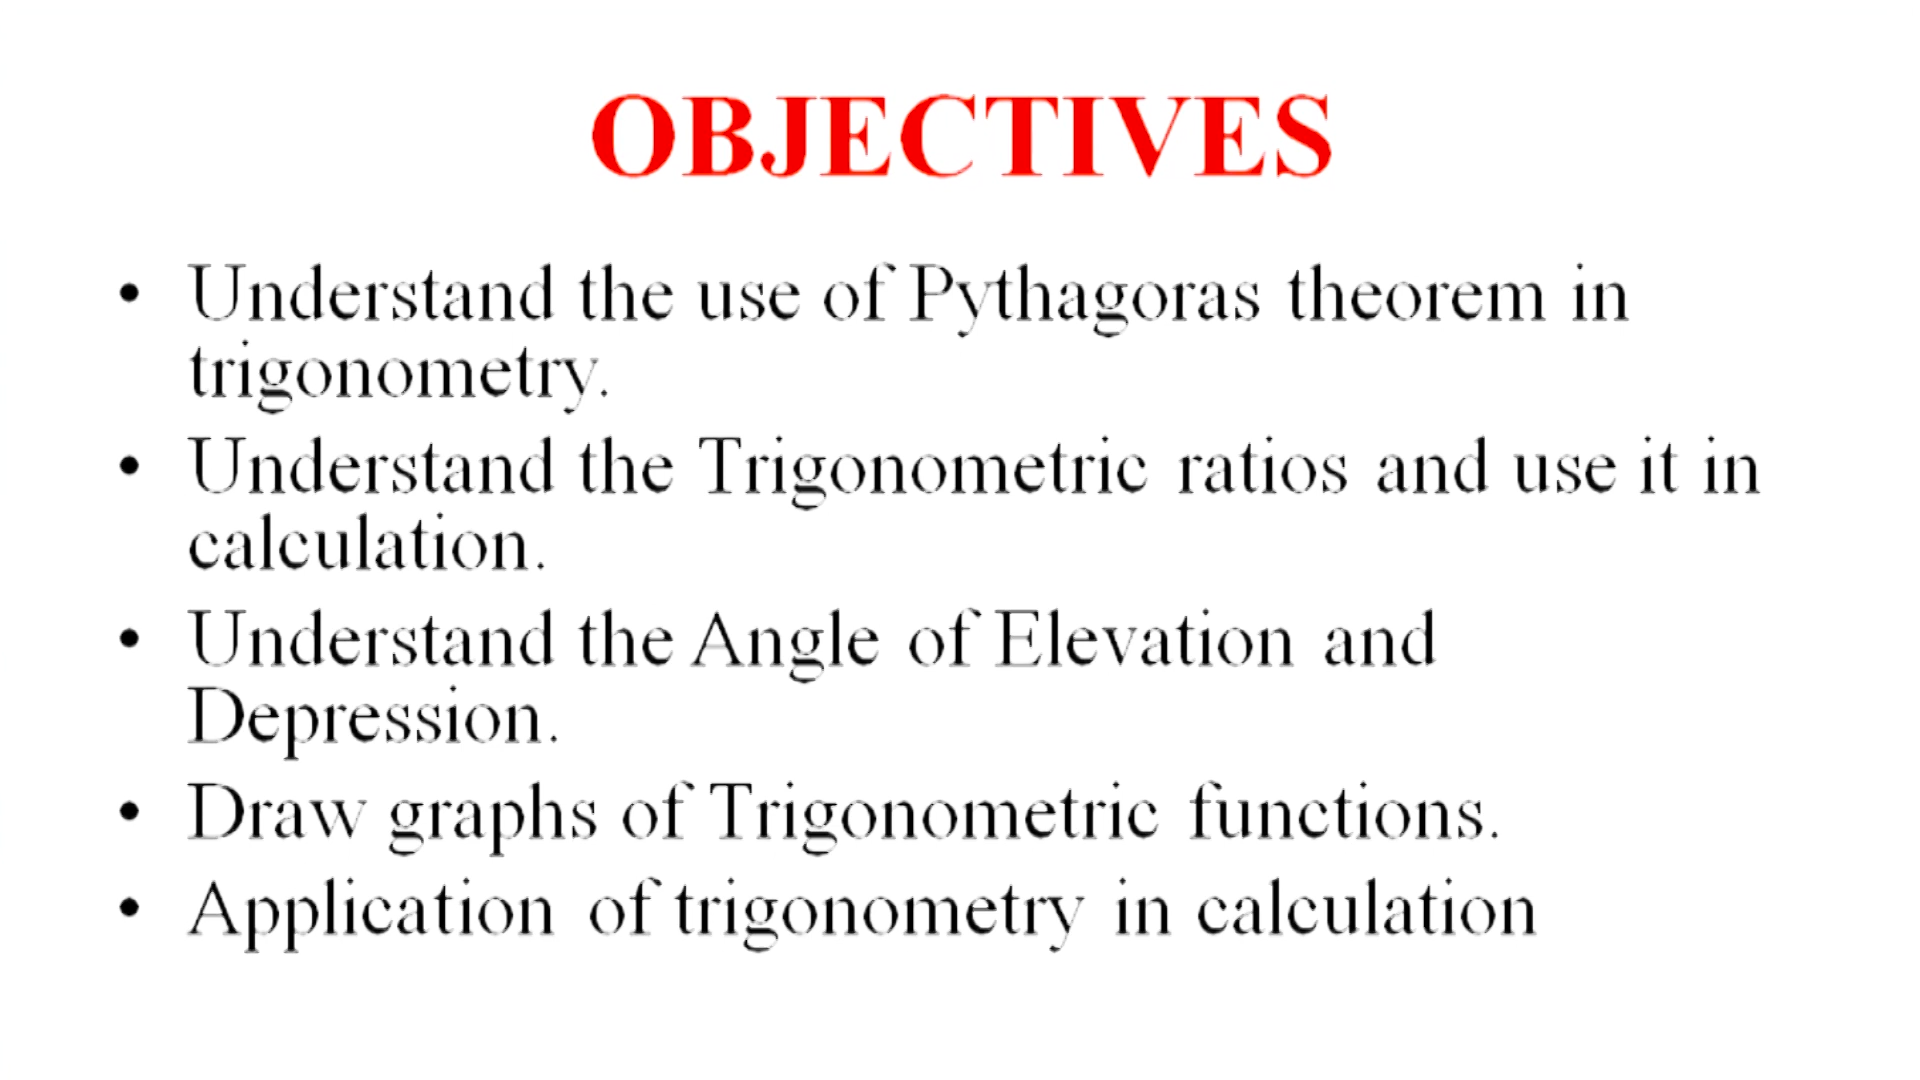 OBJECTIVES
• Understand the use of Pythagoras theorem in
trigonometry.
• Understand the Trigonometric ratios and use it in
calculation.
• Understand the Angle of Elevation and
Depression.
• Draw graphs of Trigonometric functions.
• Application of trigonometry in calculation